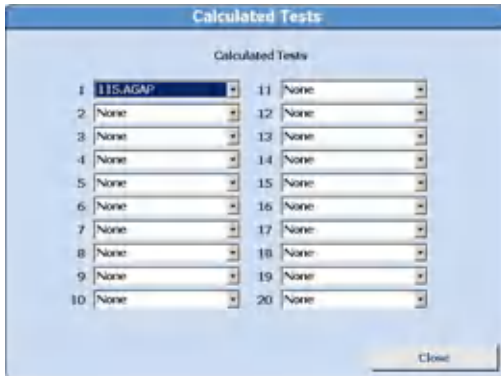 Calculated Tests
Calculated Tests
1 115.AGAP 11 None
2 None 12 None
3 None 13 None
4 None 14 None
5 None 15 None
6 None 16 None
7 None 17 None
8 None 18 None
9 None 19 None
10 None 20 None
Close